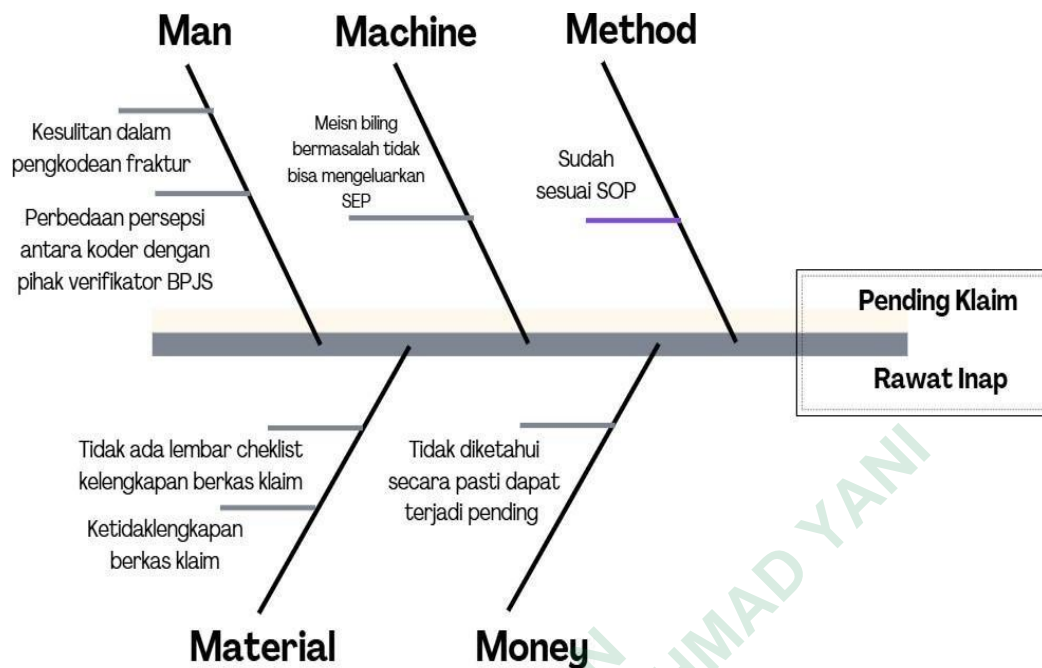 Man
Machine
Method
Kesulitan dalam
pengkodean fraktur
Perbedaan persepsi
antara koder dengan
pihak verifikator BPJS
Meisn biling
bermasalah tidak
bisa mengeluarkan
SEP
Sudah
sesuai SOP
Pending Klaim
Rawat Inap
Tidak ada lembar cheklist
kelengkapan berkas klaim
Ketidaklengkapan
berkas klaim
Tidak diketahui
secara pasti dapat
terjadi pending
Material
Money
YANI